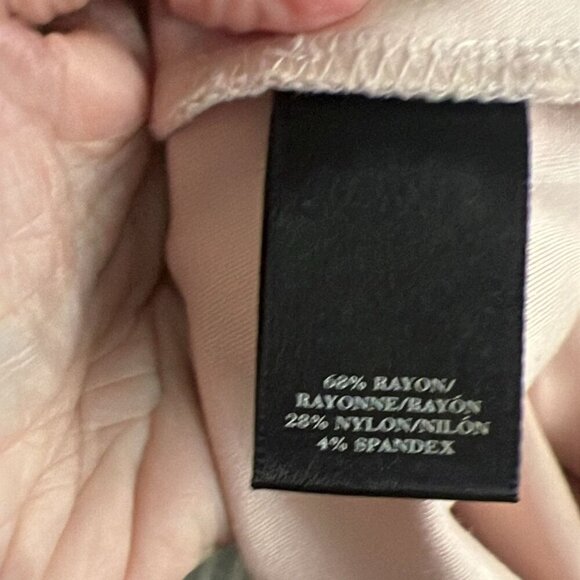 68% RAYON/
RAYONNE/RAYÓN
28% NYLON/NILÓN
4% SPANDEX